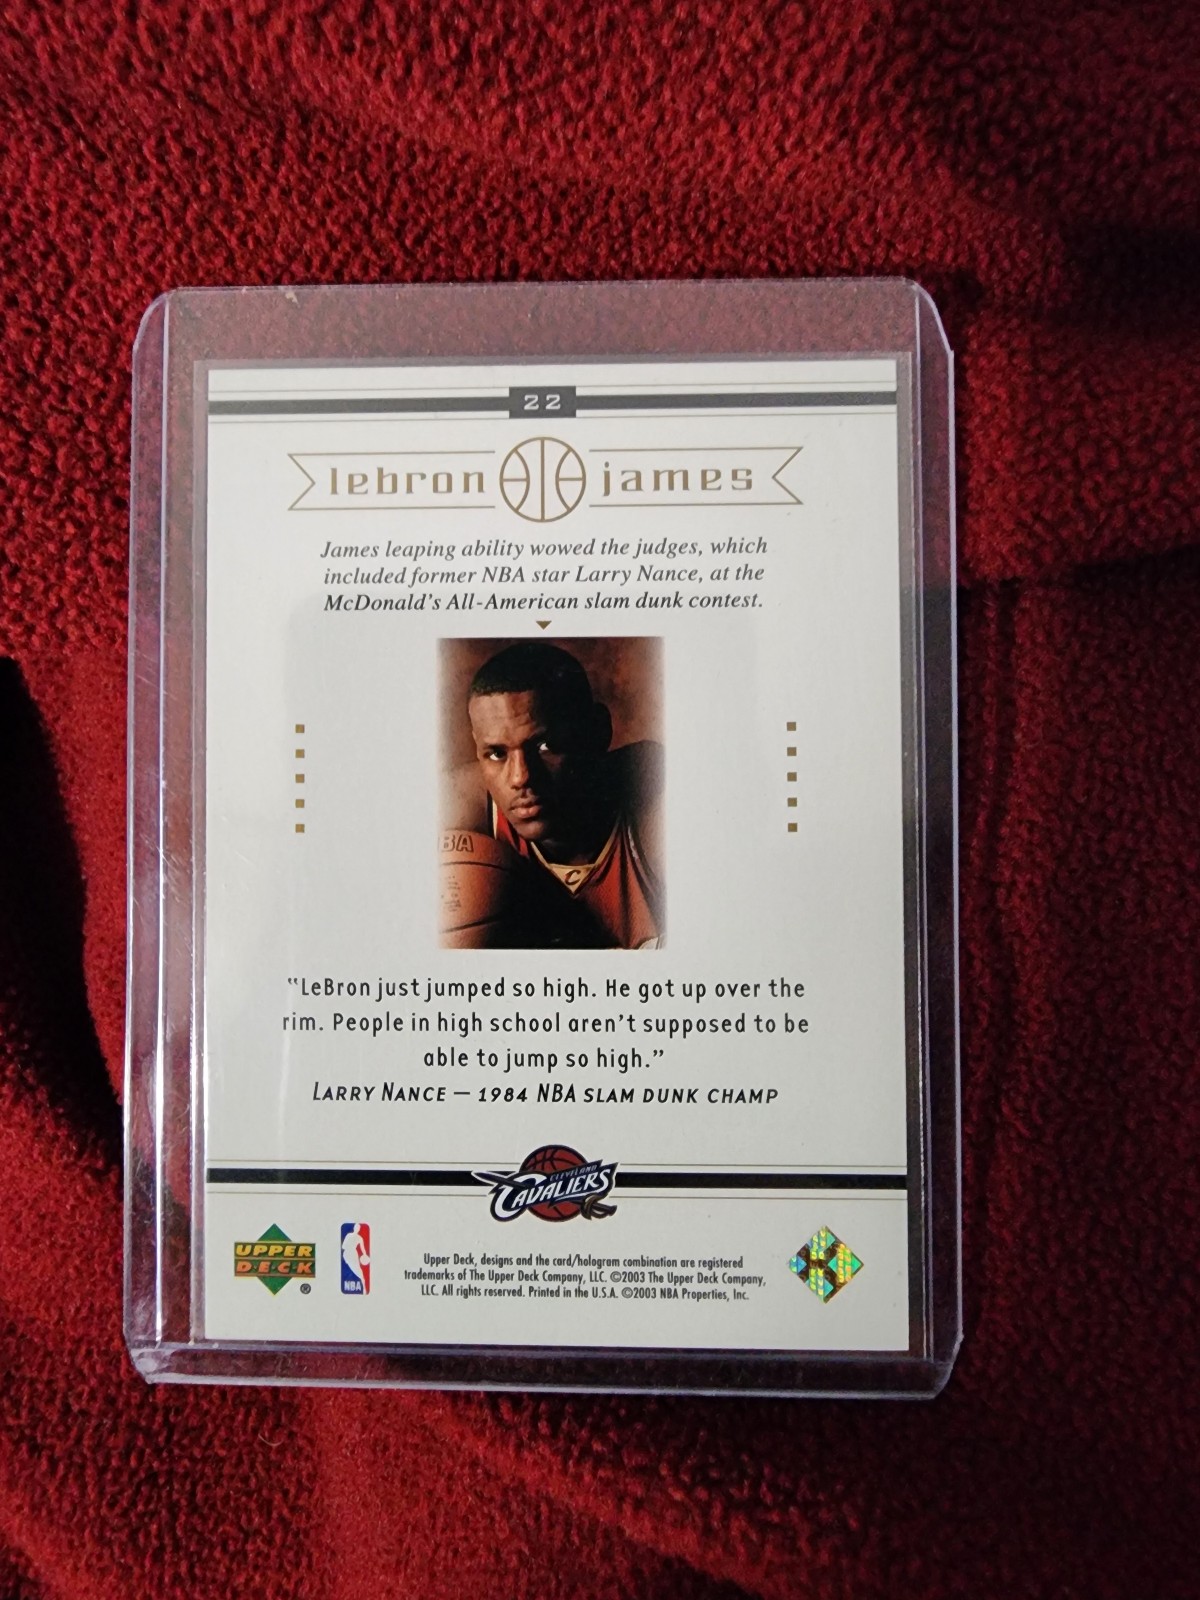 22
lebron james
James leaping ability wowed the judges, which
included former NBA star Larry Nance, at the
McDonald's All-American slam dunk contest.
BA
C
“LeBron just jumped so high. He got up over the
rim. People in high school aren’t supposed to be
able to jump so high.”
LARRY NANCE — 1984 NBA SLAM DUNK CHAMP
CLEVELAND
CAVALIERS
UPPER
D·E·C·K
®
NBA
Upper Deck, designs and the card/hologram combination are registered
trademarks of The Upper Deck Company, LLC. ©2003 The Upper Deck Company,
LLC. All rights reserved. Printed in the U.S.A. ©2003 NBA Properties, Inc.